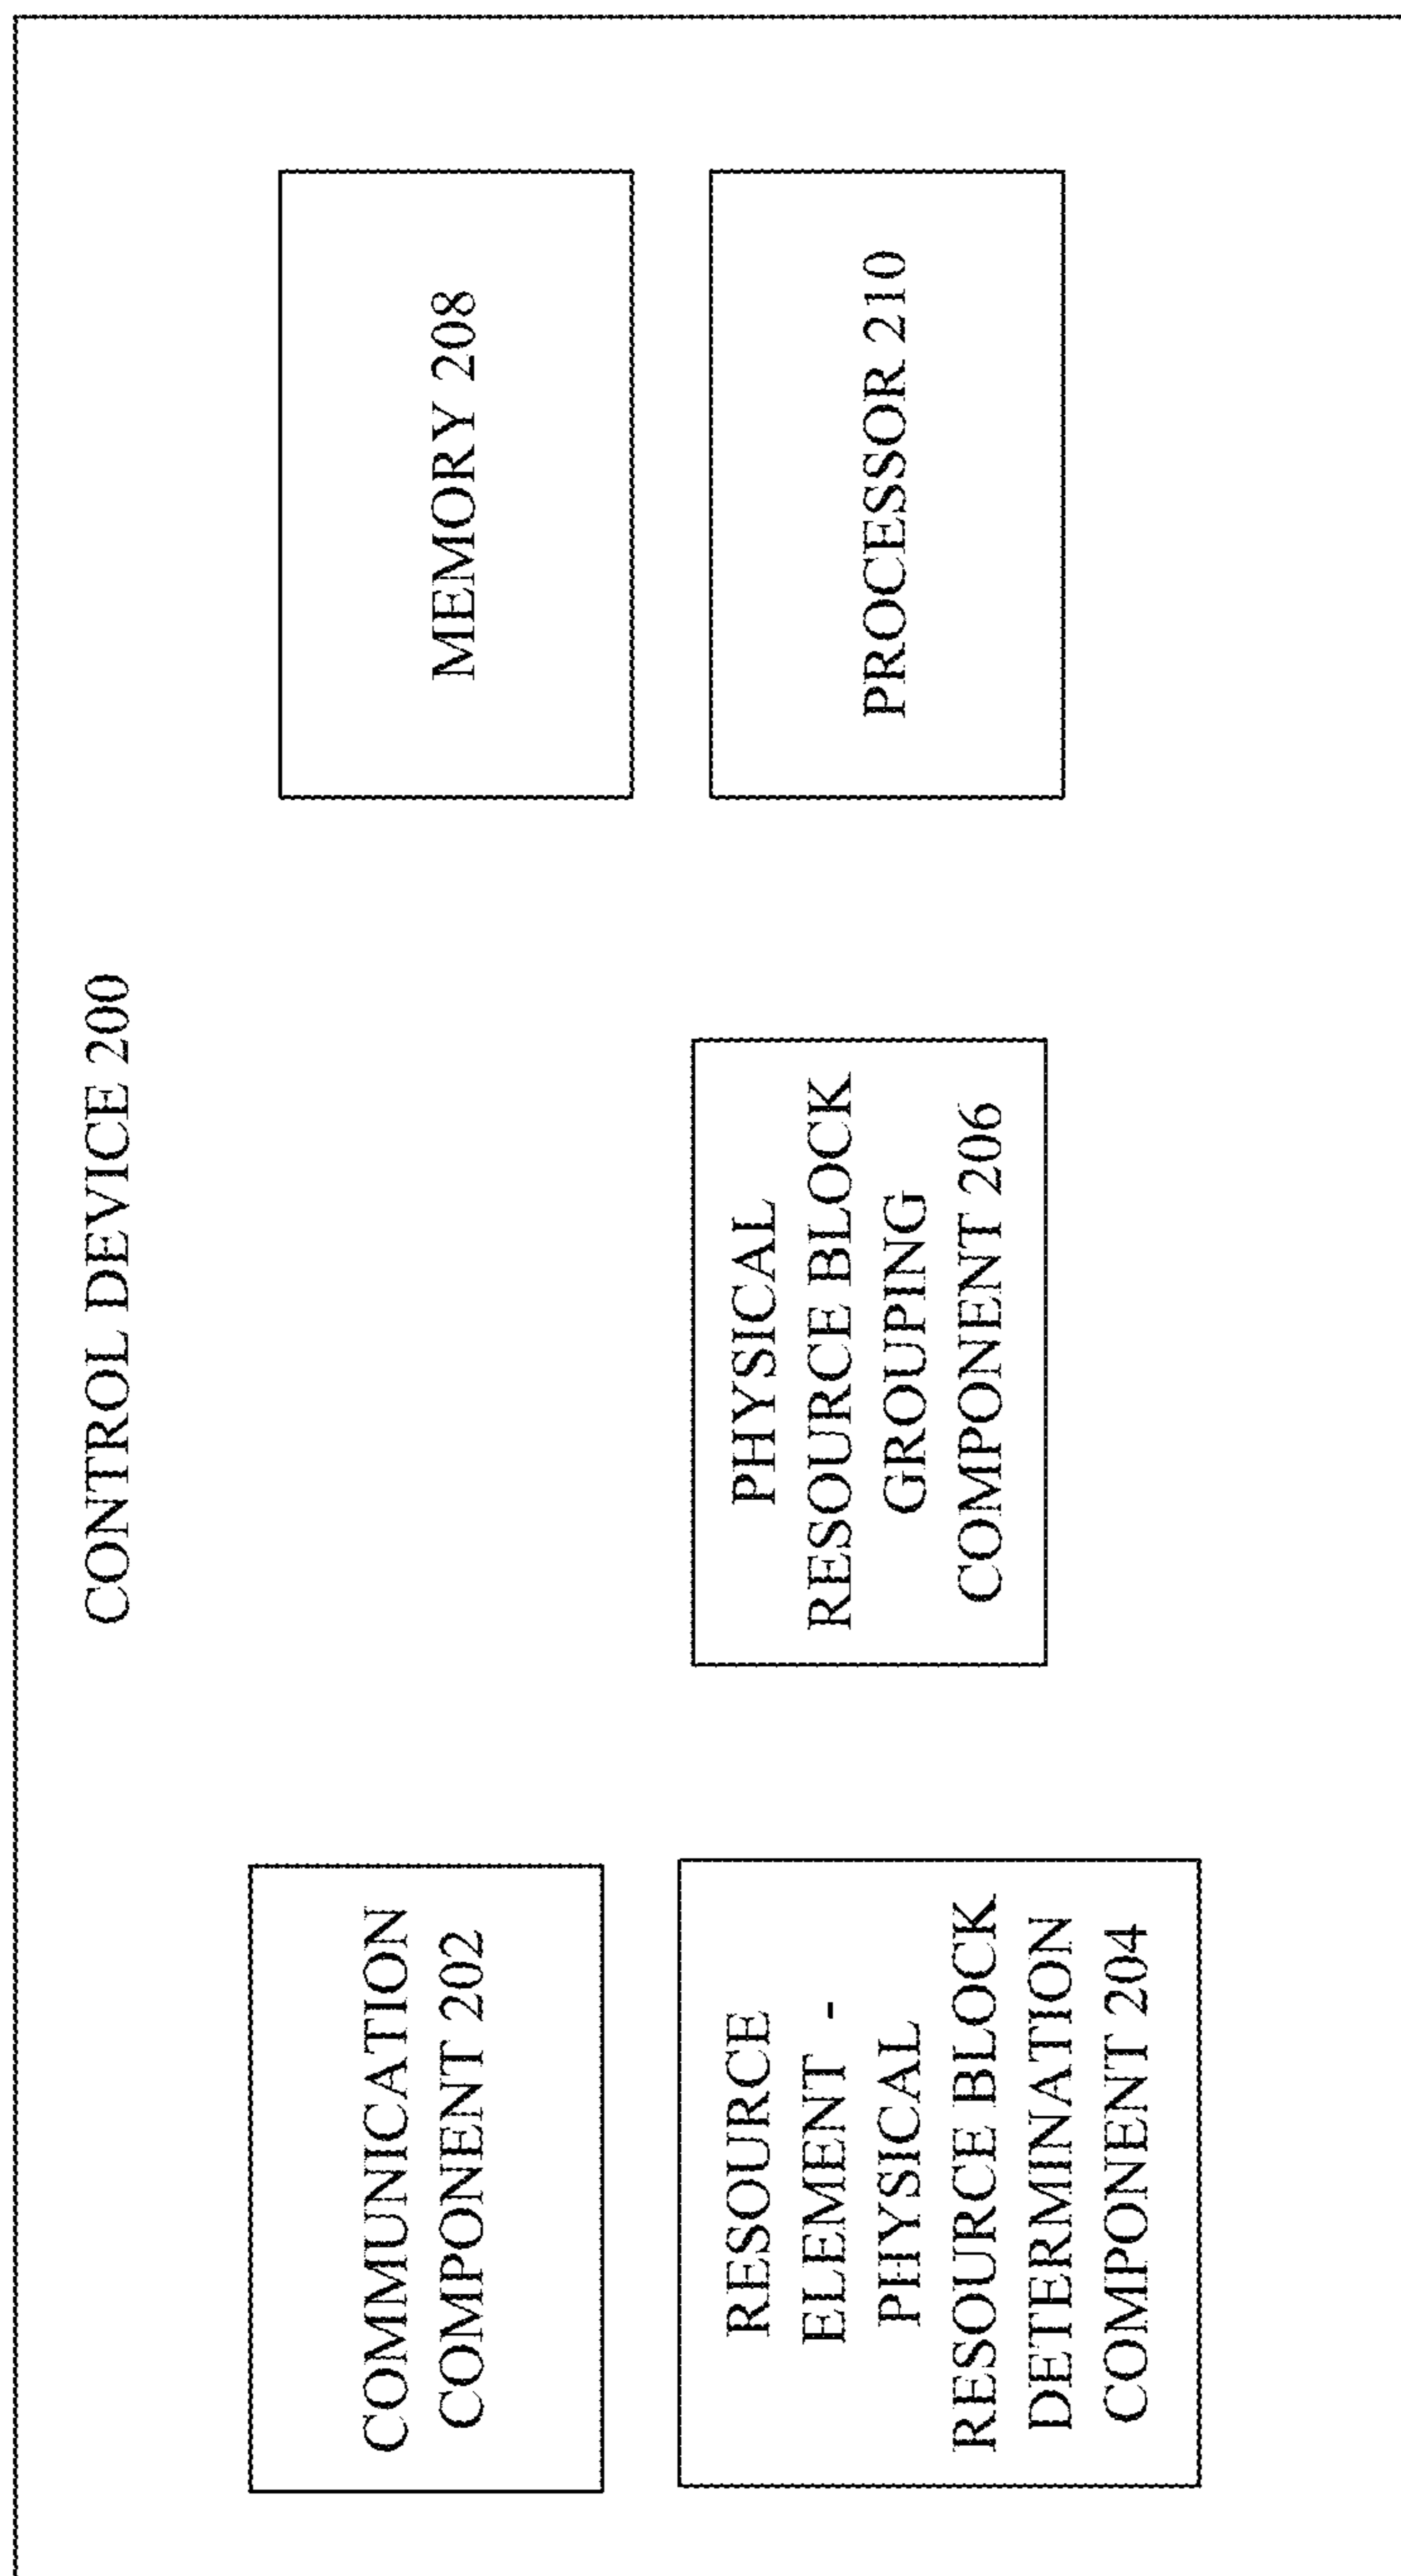 CONTROL DEVICE 200
COMMUNICATION
COMPONENT 202
RESOURCE
ELEMENT -
PHYSICAL
RESOURCE BLOCK
DETERMINATION
COMPONENT 204
PHYSICAL
RESOURCE BLOCK
GROUPING
COMPONENT 206
MEMORY 208
PROCESSOR 210